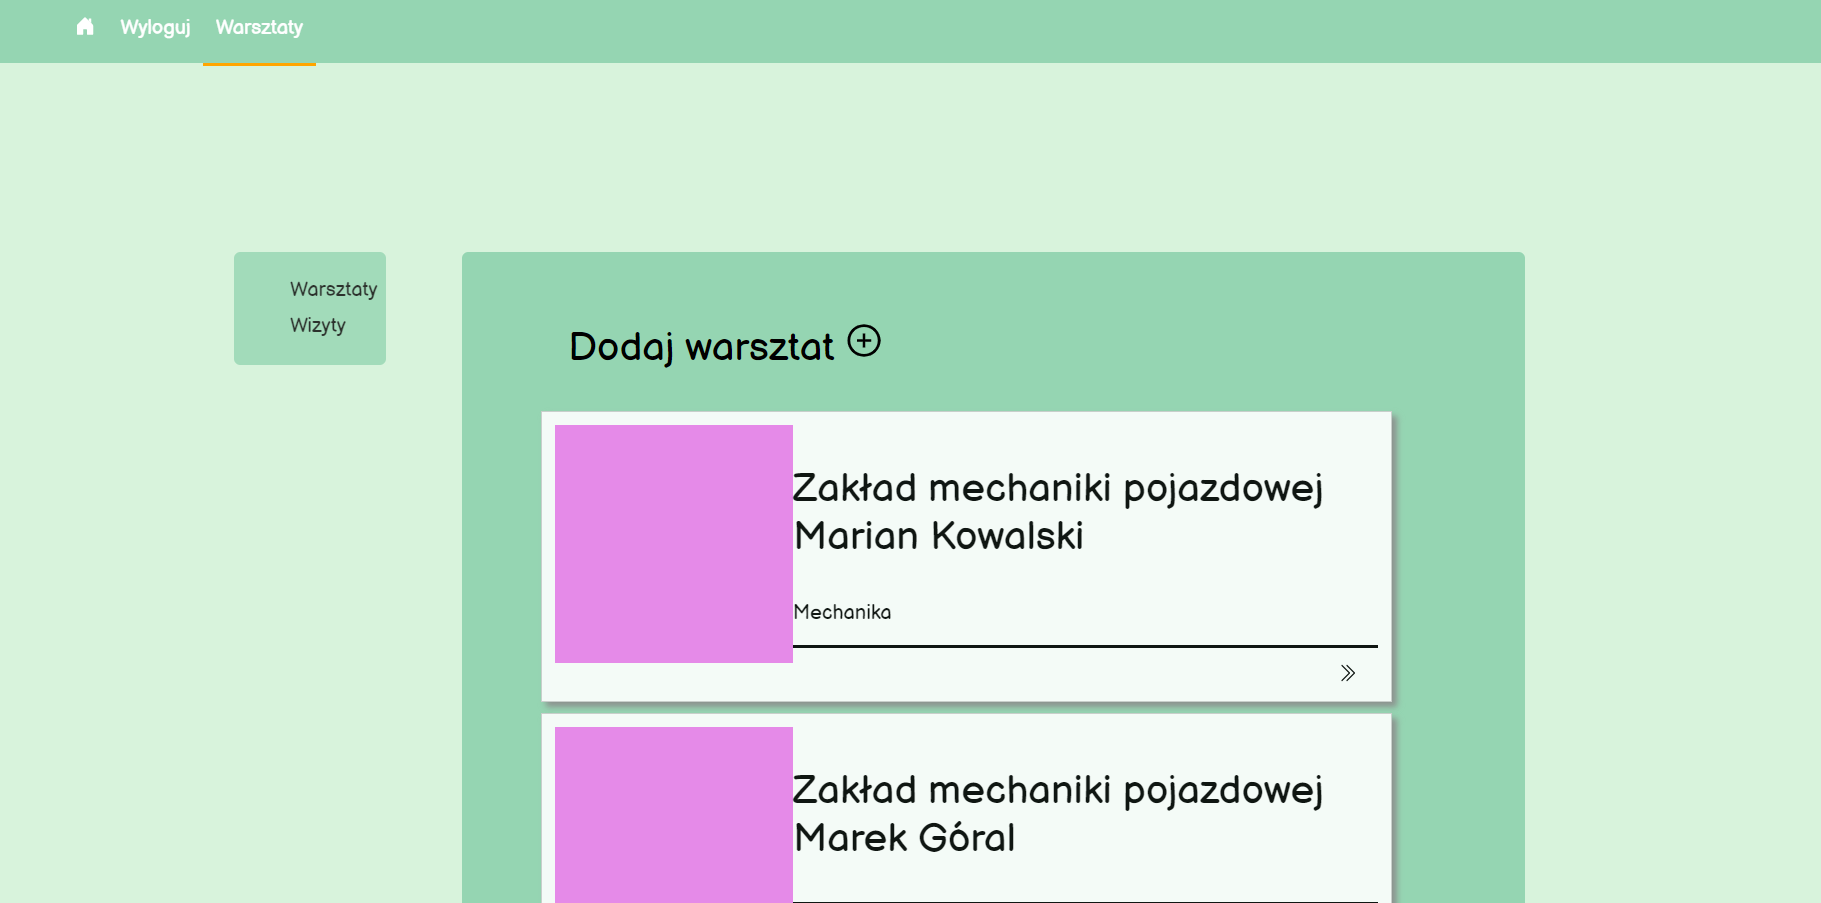 Wyloguj Warsztaty
Warsztaty
Wizyty
Dodaj warsztat
Zakład mechaniki pojazdowej
Marian Kowalski
Mechanika
Zakład mechaniki pojazdowej
Marek Góral